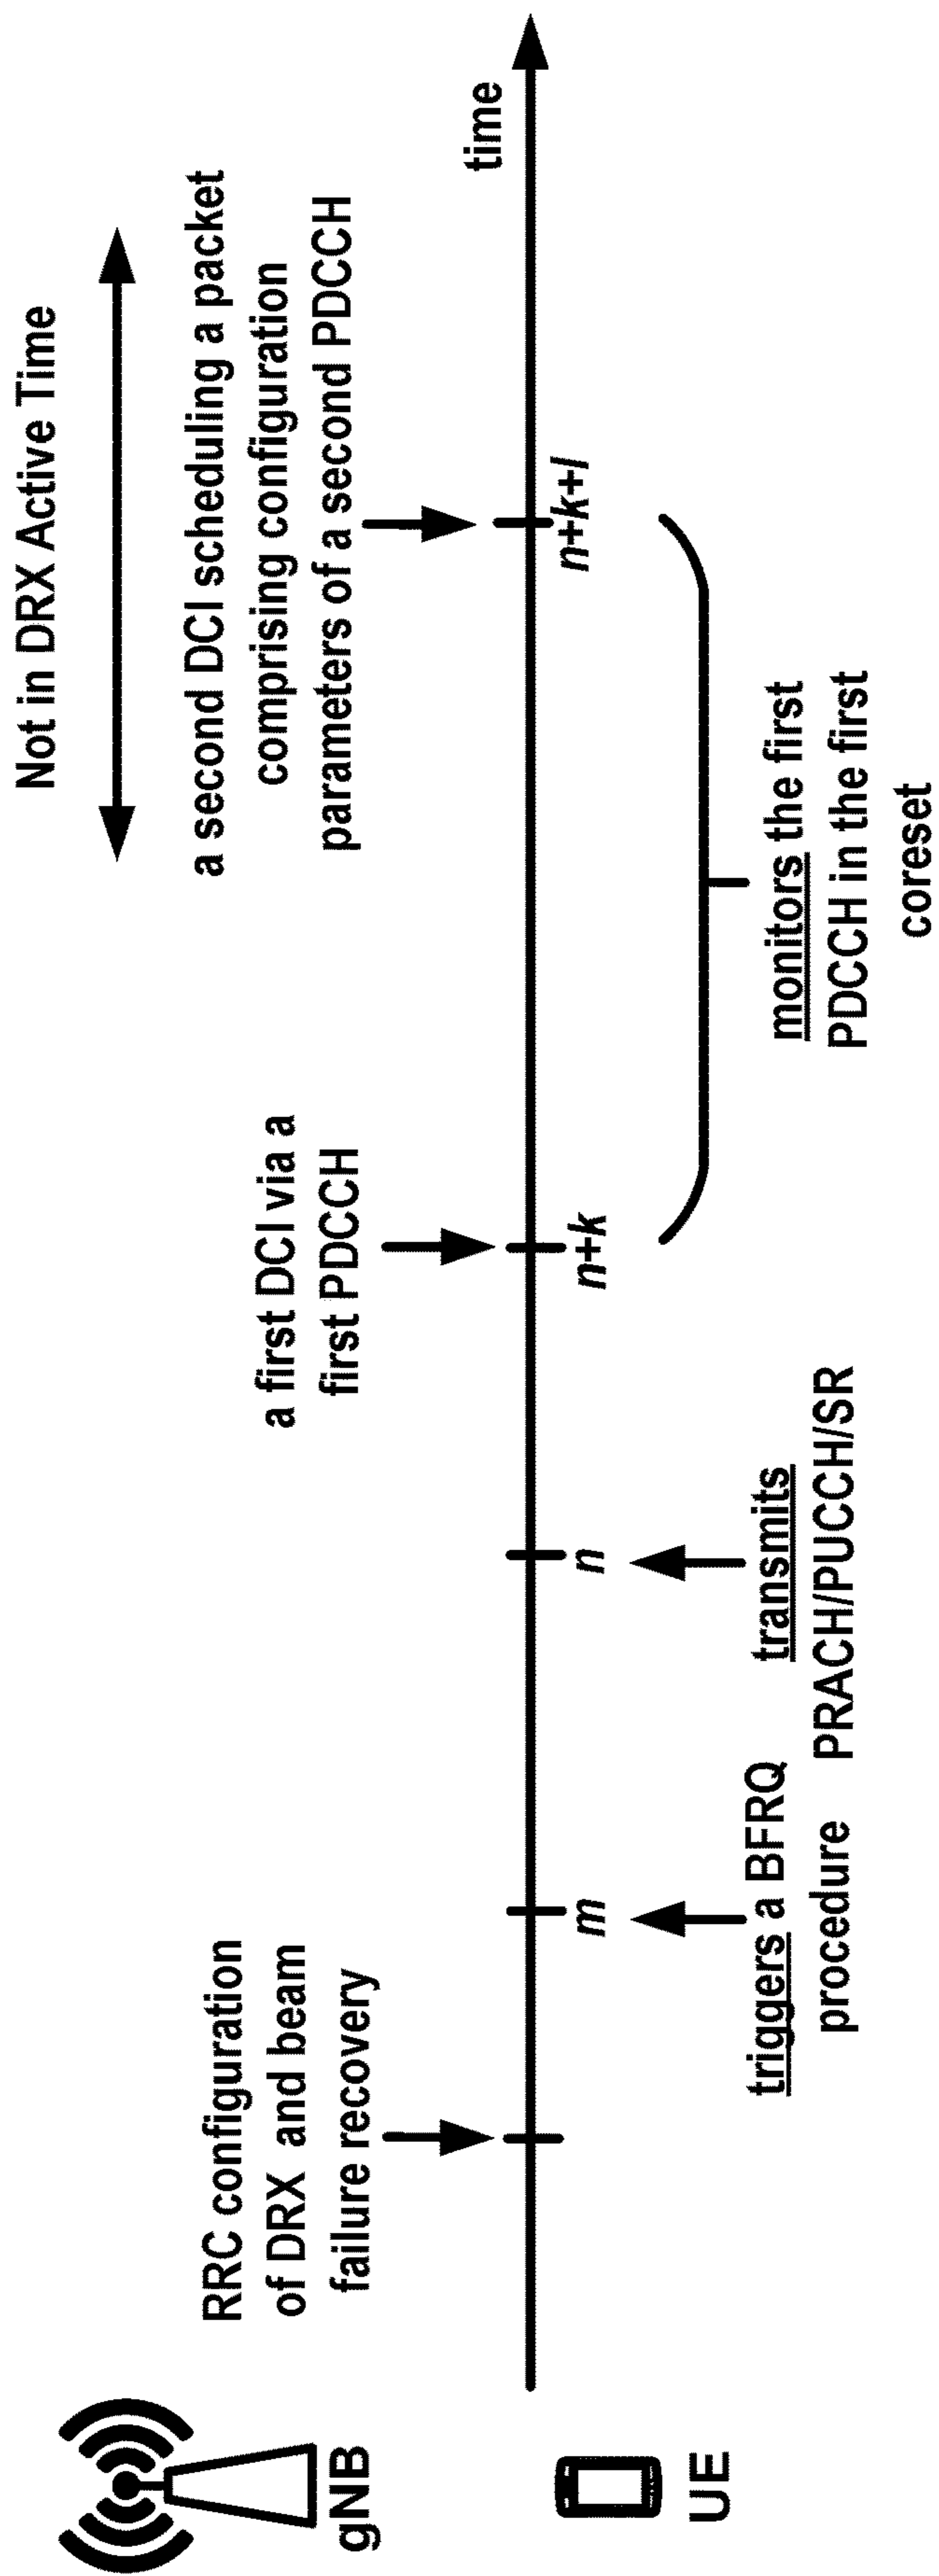 Not in DRX Active Time
a second DCI scheduling a packet
comprising configuration
parameters of a second PDCCH
a first DCI via a
first PDCCH
RRC configuration
of DRX and beam
failure recovery
gNB
time
m
n
n+k
n+k+l
UE
triggers a BFRQ
procedure
transmits
PRACH/PUCCH/SR
monitors the first
PDCCH in the first
coreset